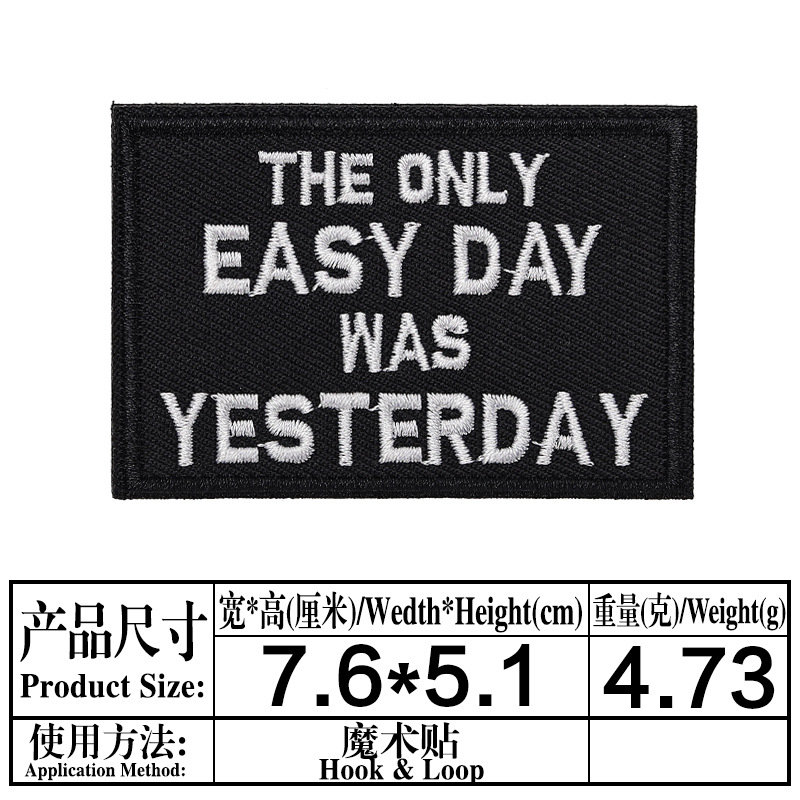 THE ONLY
EASY DAY
WAS
YESTERDAY
产品尺寸
Product Size:
宽*高(厘米)/Wedth*Height(cm)
7.6*5.1
重量(克)/Weight(g)
4.73
使用方法:
Application Method:
魔术贴
Hook & Loop